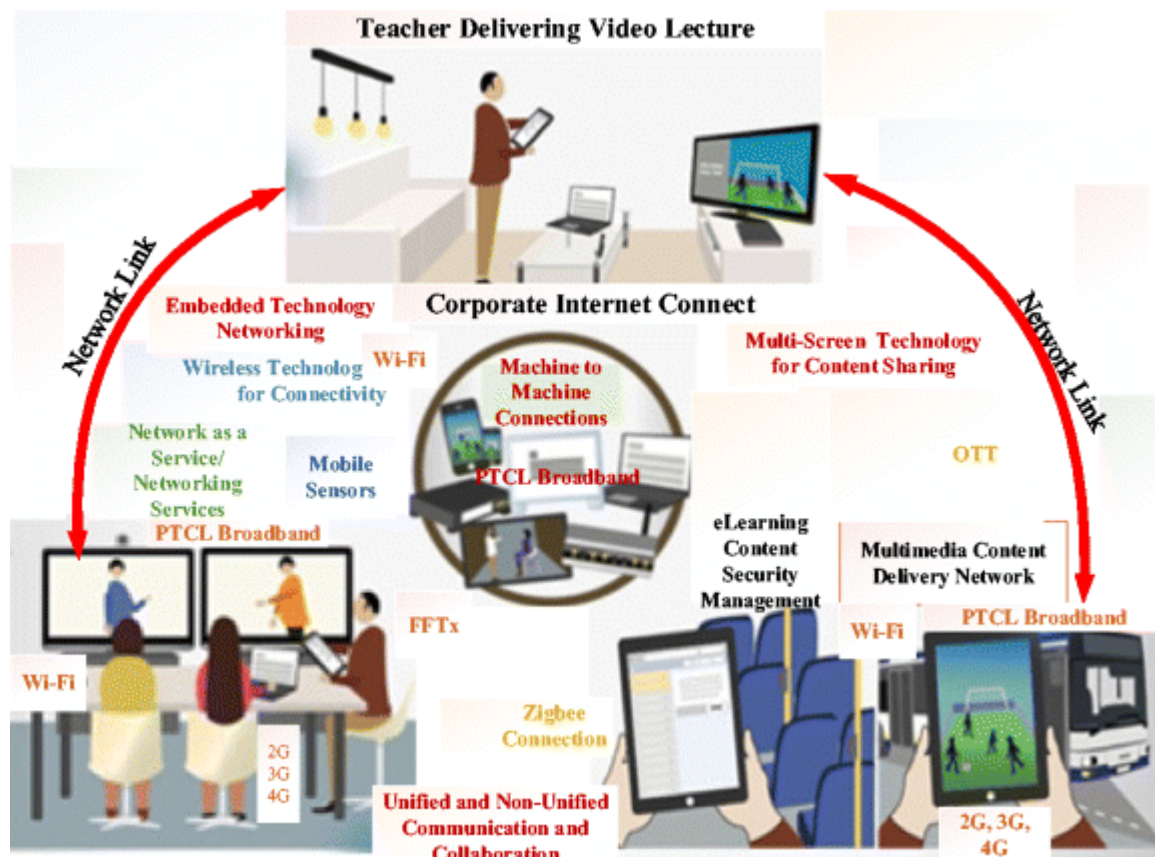 Teacher Delivering Video Lecture
Network Link
Network Link
Corporate Internet Connect
Embedded Technology
Networking
Wi-Fi
Wireless Technolog
for Connectivity
Machine to
Machine
Connections
Multi-Screen Technology
for Content Sharing
Network as a
Service/
Networking
Services
Mobile
Sensors
PTCL Broadband
OTT
PTCL Broadband
eLearning
Content
Security
Management
Multimedia Content
Delivery Network
Wi-Fi
PTCL Broadband
FFTx
Wi-Fi
Zigbee
Connection
2G
3G
4G
Unified and Non-Unified
Communication and
Collaboration
2G, 3G,
4G